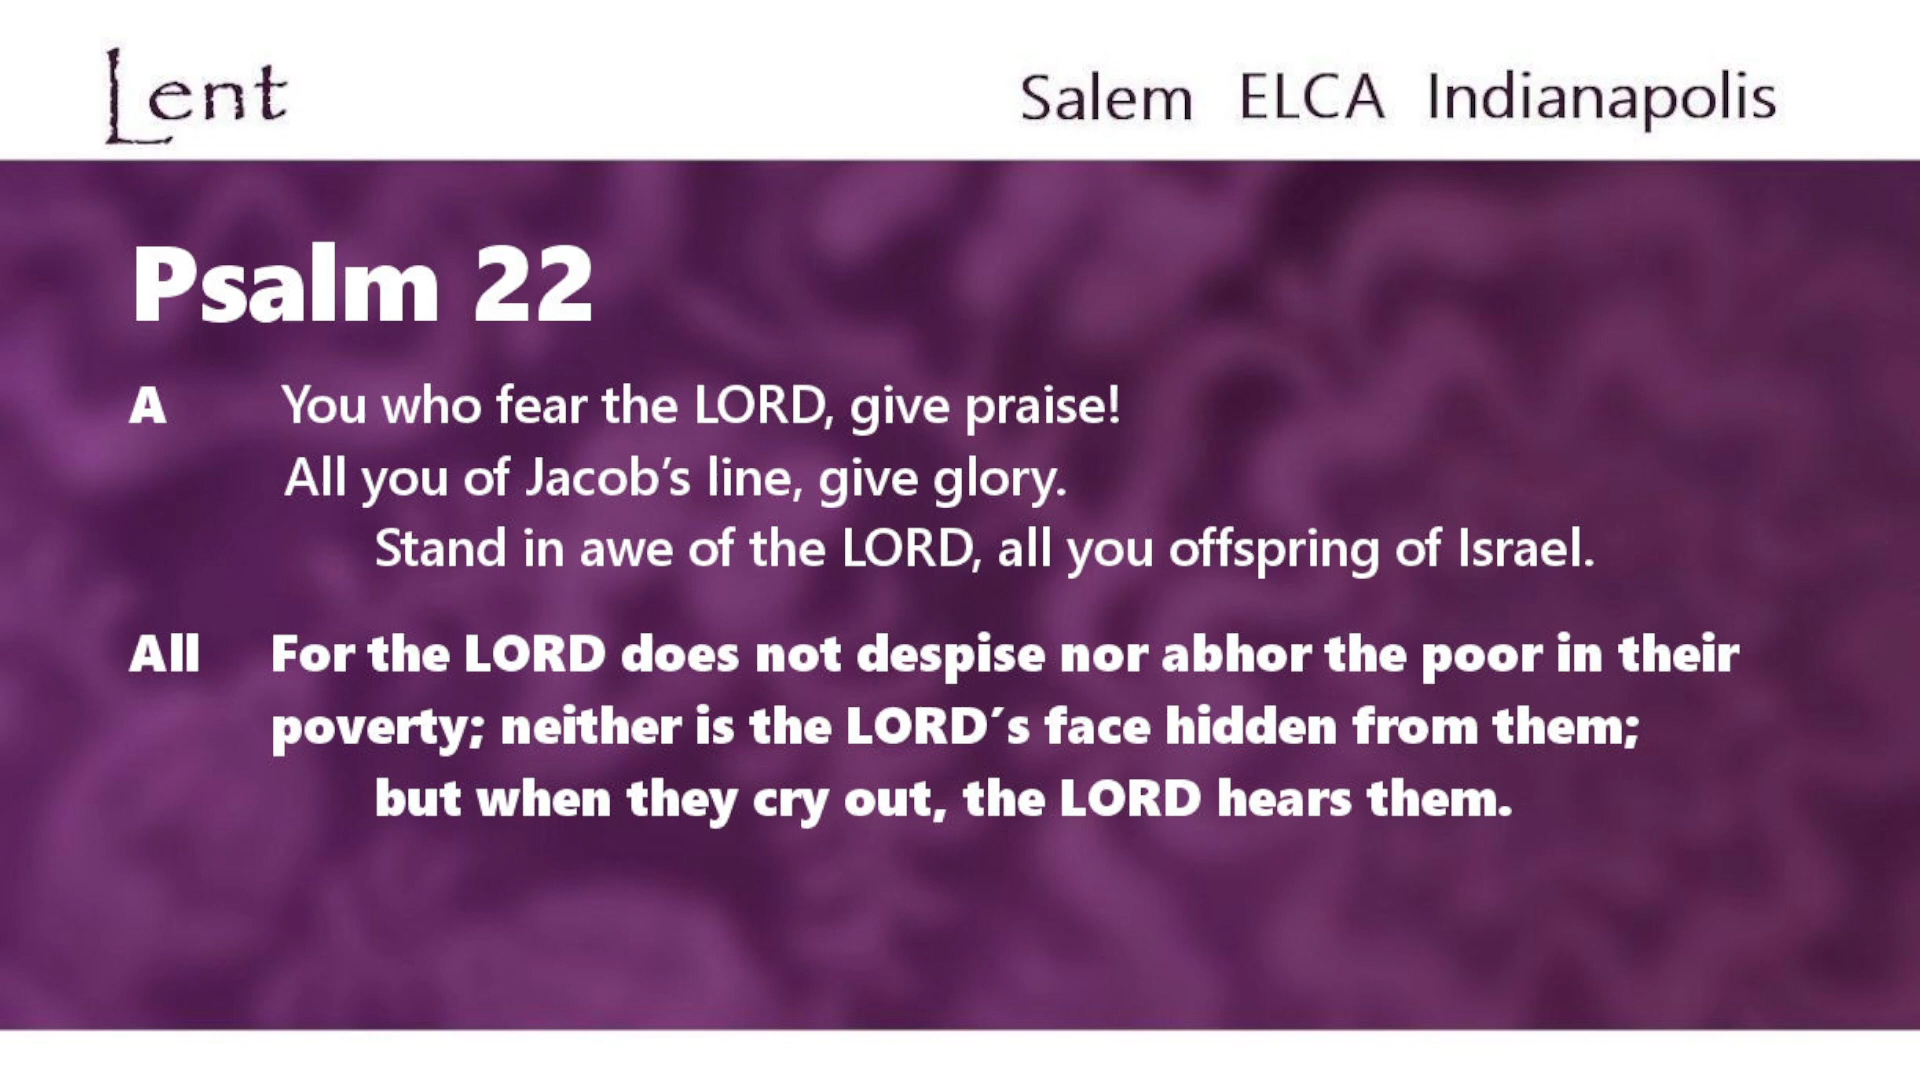 Lent
Salem ELCA Indianapolis
Psalm 22
A You who fear the LORD, give praise!
All you of Jacob’s line, give glory.
Stand in awe of the LORD, all you offspring of Israel.
All For the LORD does not despise nor abhor the poor in their
poverty; neither is the LORD´s face hidden from them;
but when they cry out, the LORD hears them.